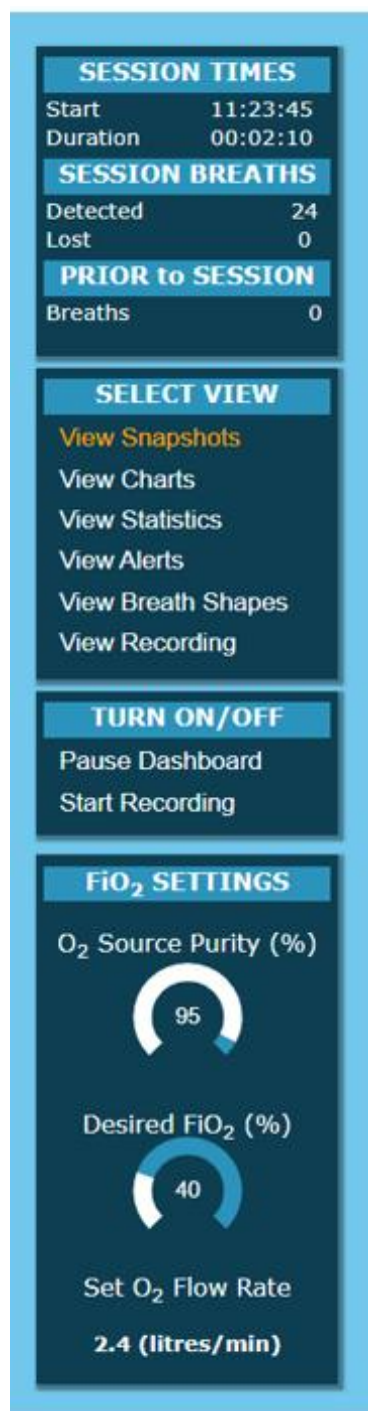 SESSION TIMES
Start 11:23:45
Duration 00:02:10
SESSION BREATHS
Detected 24
Lost 0
PRIOR to SESSION
Breaths 0
SELECT VIEW
View Snapshots
View Charts
View Statistics
View Alerts
View Breath Shapes
View Recording
TURN ON/OFF
Pause Dashboard
Start Recording
FiO₂ SETTINGS
O₂ Source Purity (%)
95
Desired FiO₂ (%)
40
Set O₂ Flow Rate
2.4 (litres/min)